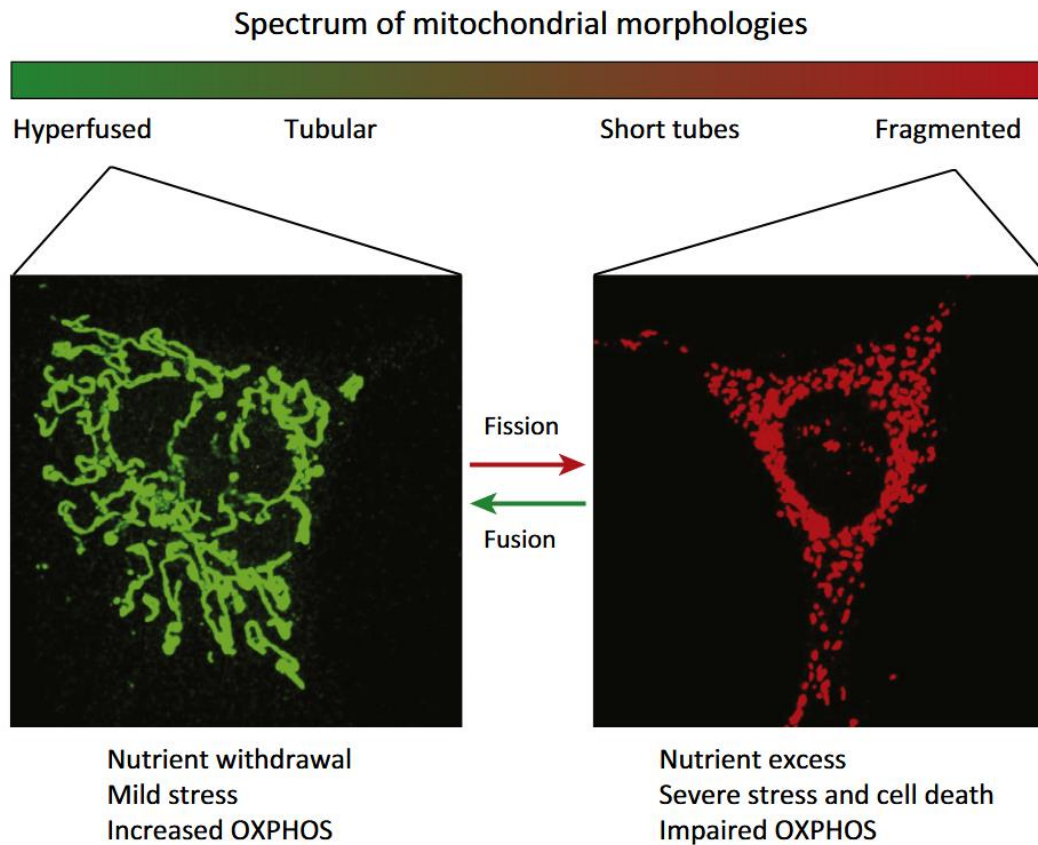 Spectrum of mitochondrial morphologies
Hyperfused Tubular Short tubes Fragmented
Fission
Fusion
Nutrient withdrawal
Mild stress
Increased OXPHOS
Nutrient excess
Severe stress and cell death
Impaired OXPHOS